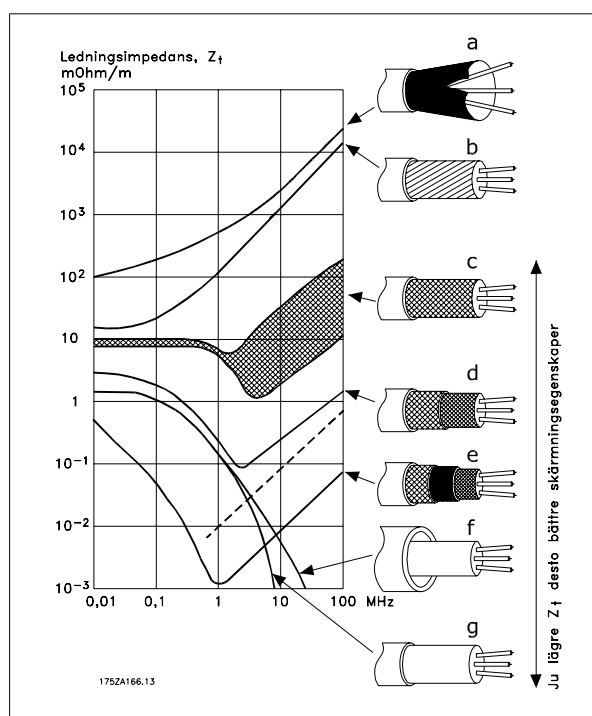 Ledningsimpedans, Zt
mOhm/m
10⁵
10⁴
10³
10²
10
1
10⁻¹
10⁻²
10⁻³
0,01 0,1 1 10 100 MHz
a
b
c
d
e
f
g
Ju lägre Zt desto bättre skärmningsegenskaper
175ZA166.13